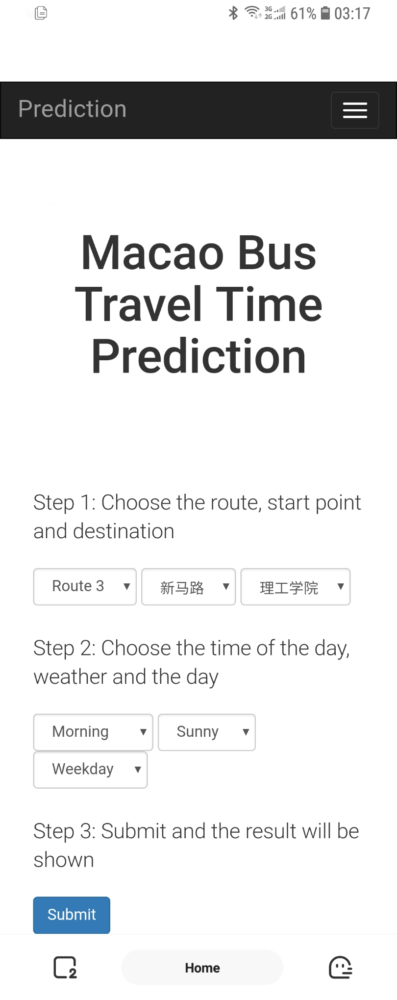 3G
2G
61%
03:17
Prediction
Macao Bus
Travel Time
Prediction
Step 1: Choose the route, start point
and destination
Route 3 ▼ 新马路 ▼ 理工学院 ▼
Step 2: Choose the time of the day,
weather and the day
Morning ▼ Sunny ▼
Weekday ▼
Step 3: Submit and the result will be
shown
Submit
2
Home